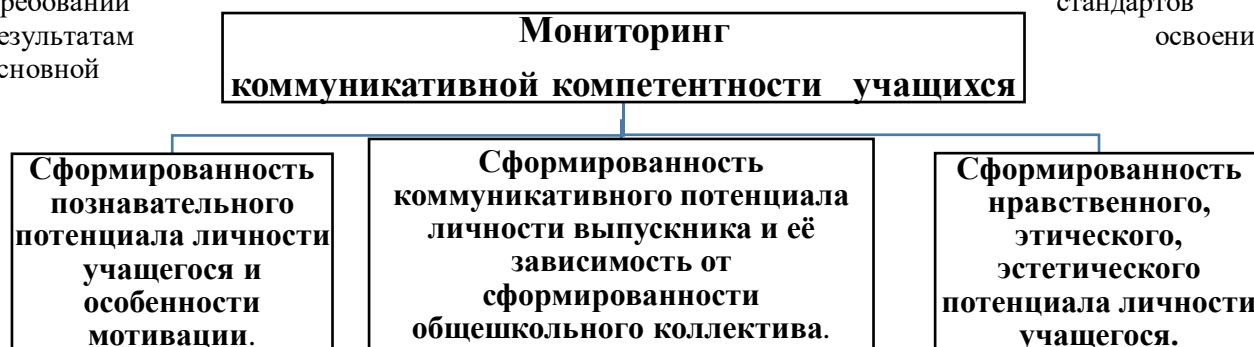 стандартов
Мониторинг
коммуникативной компетентности учащихся
Сформированность
познавательного
потенциала личности
учащегося и
особенности
мотивации.
Сформированность
коммуникативного потенциала
личности выпускника и её
зависимость от
сформированности
общешкольного коллектива.
Сформированность
нравственного,
этического,
эстетического
потенциала личности
учащегося.